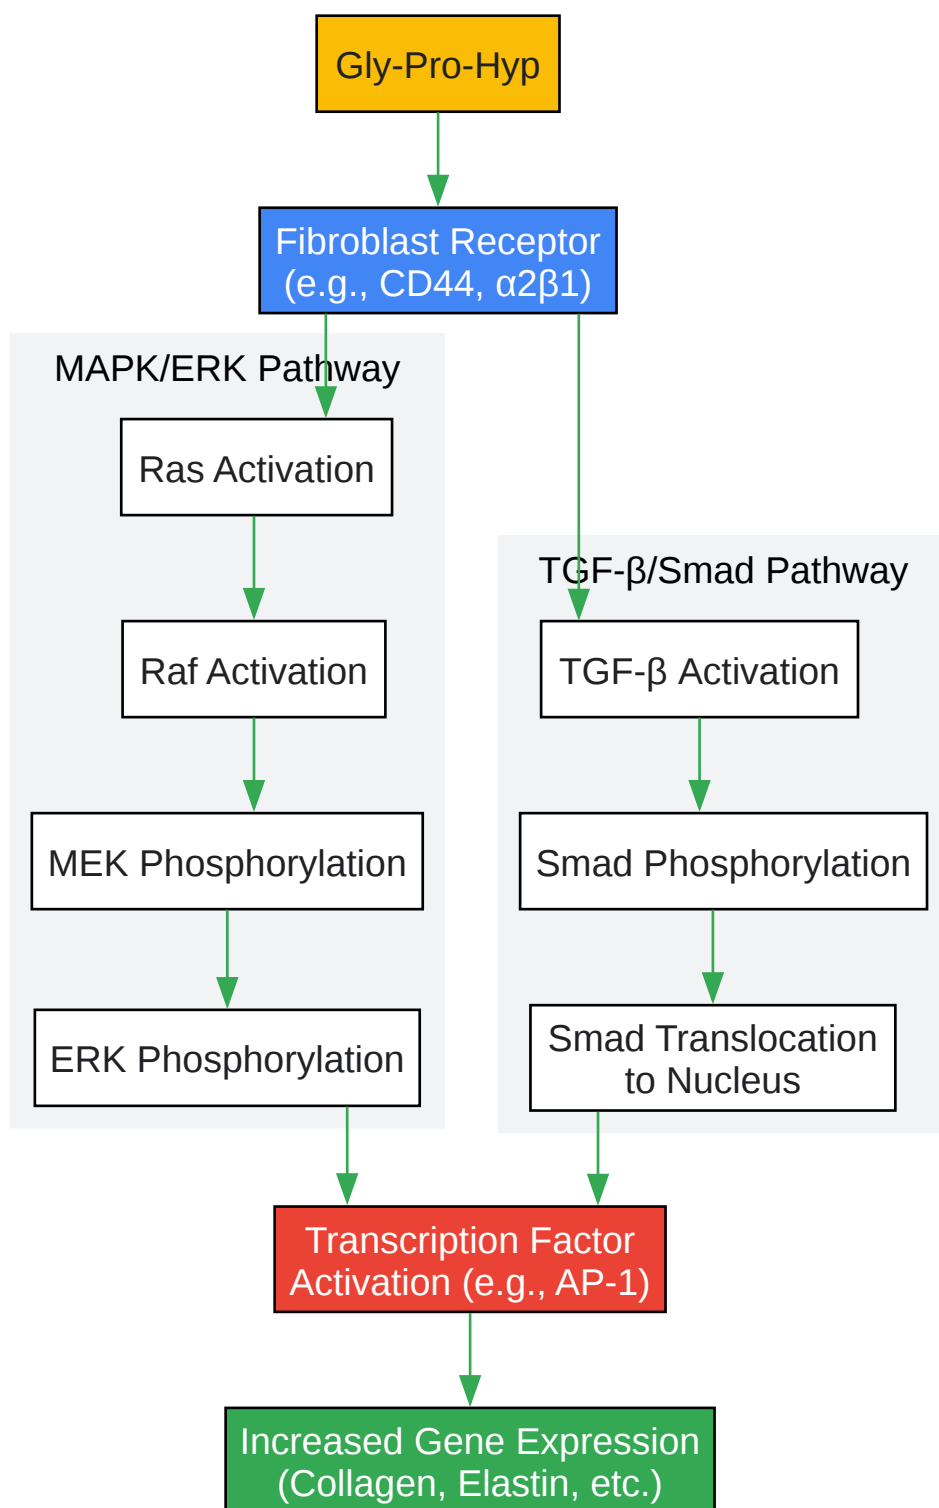 Gly-Pro-Hyp
Fibroblast Receptor
(e.g., CD44, α2β1)
MAPK/ERK Pathway
Ras Activation
Raf Activation
MEK Phosphorylation
ERK Phosphorylation
TGF-β/Smad Pathway
TGF-β Activation
Smad Phosphorylation
Smad Translocation
to Nucleus
Transcription Factor
Activation (e.g., AP-1)
Increased Gene Expression
(Collagen, Elastin, etc.)